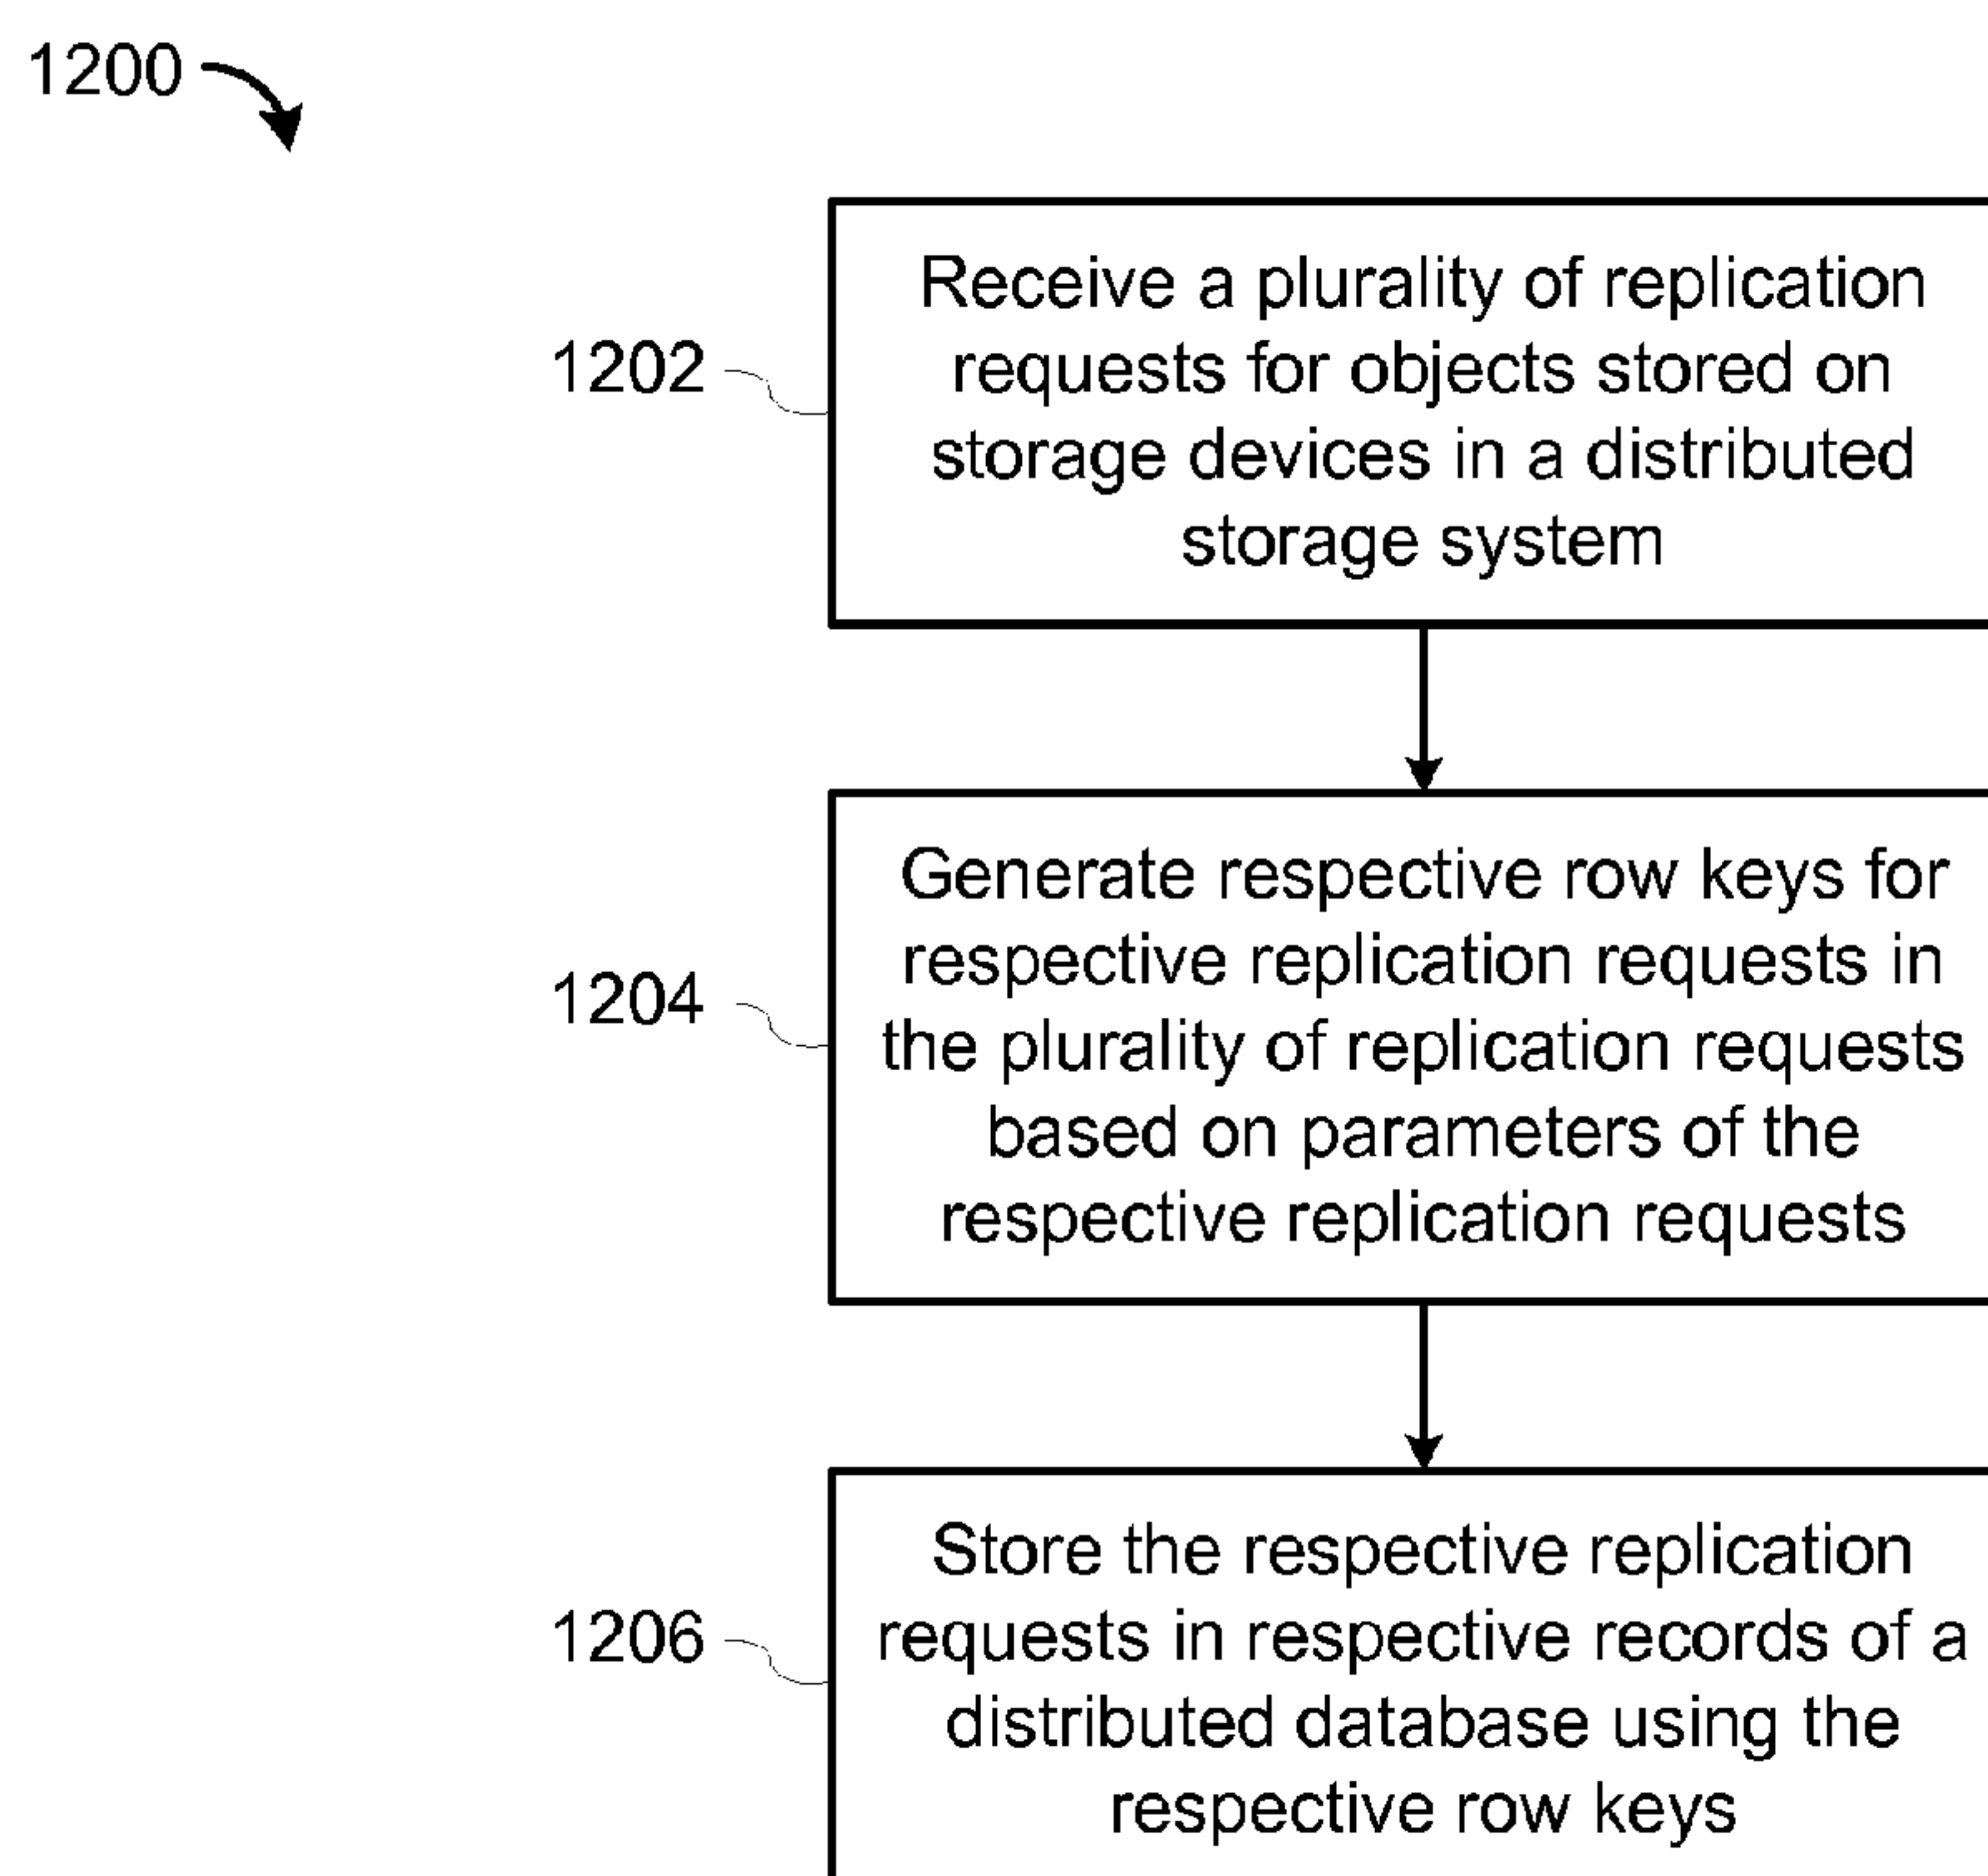 1200
1202
Receive a plurality of replication
requests for objects stored on
storage devices in a distributed
storage system
1204
Generate respective row keys for
respective replication requests in
the plurality of replication requests
based on parameters of the
respective replication requests
1206
Store the respective replication
requests in respective records of a
distributed database using the
respective row keys